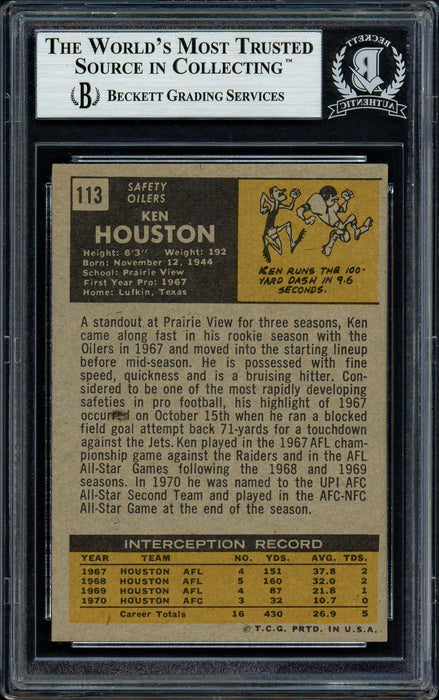 THE WORLD'S MOST TRUSTED
SOURCE IN COLLECTING™
B BECKETT GRADING SERVICES
BECKETT
B
AUTHENTIC
113
SAFETY
OILERS
KEN
HOUSTON
Height: 6'3" Weight: 192
Born: November 12, 1944
School: Prairie View
First Year Pro: 1967
Home: Lufkin, Texas
KEN RUNS THE 100-
YARD DASH IN 9.6
SECONDS.
A standout at Prairie View for three seasons, Ken
came along fast in his rookie season with the
Oilers in 1967 and moved into the starting lineup
before mid-season. He is possessed with fine
speed, quickness and is a bruising hitter. Con-
sidered to be one of the most rapidly developing
safeties in pro football, his highlight of 1967
occured on October 15th when he ran a blocked
field goal attempt back 71-yards for a touchdown
against the Jets. Ken played in the 1967 AFL cham-
pionship game against the Raiders and in the AFL
All-Star Games following the 1968 and 1969
seasons. In 1970 he was named to the UPI AFC
All-Star Second Team and played in the AFC-NFC
All-Star Game at the end of the season.
INTERCEPTION RECORD
YEAR TEAM NO. YDS. AVG. TDS.
1967 HOUSTON AFL 4 151 37.8 2
1968 HOUSTON AFL 5 160 32.0 2
1969 HOUSTON AFL 4 87 21.8 1
1970 HOUSTON AFC 3 32 10.7 0
Career Totals 16 430 26.9 5
© T.C.G. PRTD. IN U.S.A.